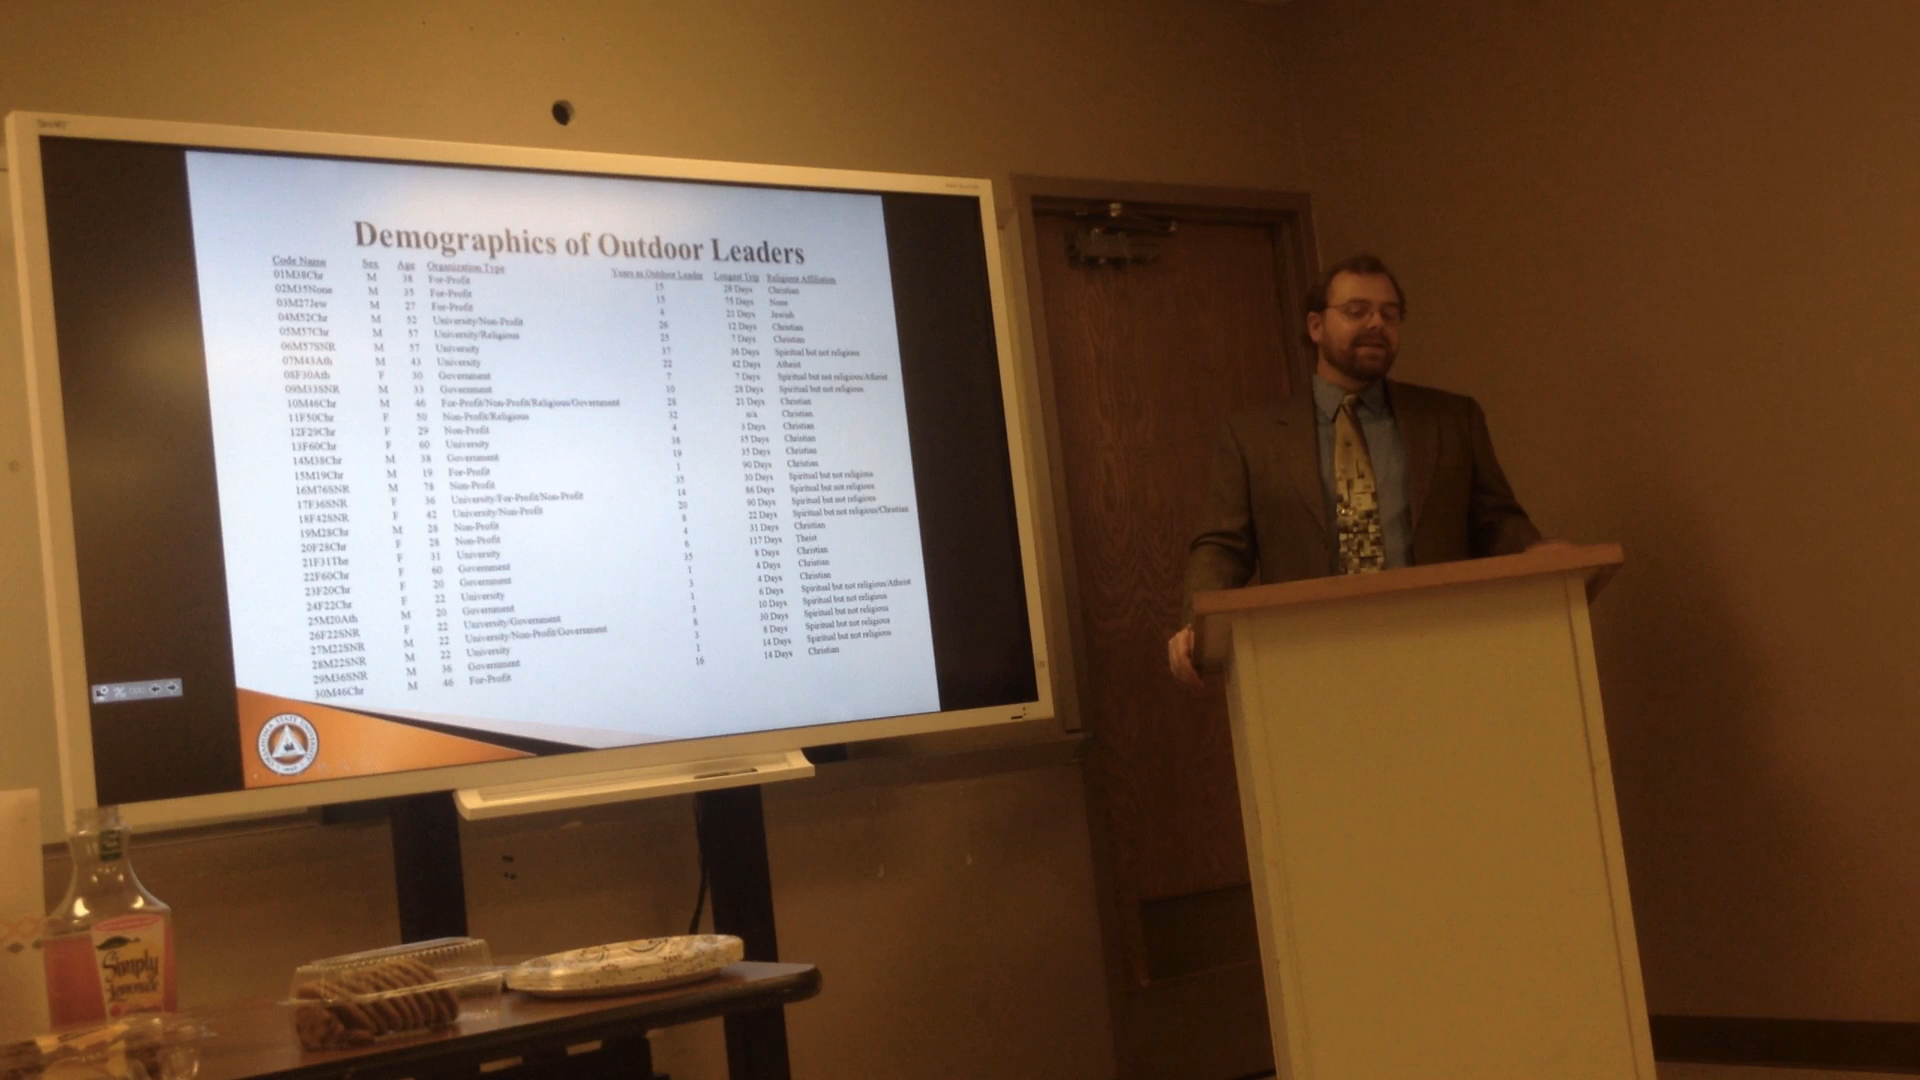 Demographics of Outdoor Leaders
Code Name Sex Age Organization Type Years as Outdoor Leader Longest Trip Religious Affiliation
01M38Chr M 38 For-Profit 15 28 Days Christian
02M35None M 35 For-Profit 15 75 Days None
03M27Jew M 27 For-Profit 4 21 Days Jewish
04M52Chr M 52 University/Non-Profit 26 12 Days Christian
05M57Chr M 57 University/Religious 25 7 Days Christian
06M57SNR M 57 University 37 36 Days Spiritual but not religious
07M43Ath M 43 University 22 42 Days Atheist
08F30Ath F 30 Government 7 7 Days Spiritual but not religious/Atheist
09M33SNR M 33 Government 10 28 Days Spiritual but not religious
10M46Chr M 46 For-Profit/Non-Profit/Religious/Government 28 21 Days Christian
11F50Chr F 50 Non-Profit/Religious 32 n/a Christian
12F29Chr F 29 Non-Profit 4 3 Days Christian
13F60Chr F 60 University 38 35 Days Christian
14M38Chr M 38 Government 19 35 Days Christian
15M19Chr M 19 For-Profit 1 90 Days Christian
16M76SNR M 78 Non-Profit 35 30 Days Spiritual but not religious
17F36SNR F 36 University/For-Profit/Non-Profit 14 86 Days Spiritual but not religious
18F42SNR F 42 University/Non-Profit 20 90 Days Spiritual but not religious
19M28Chr M 28 Non-Profit 8 22 Days Spiritual but not religious/Christian
20F28Chr F 28 Non-Profit 4 31 Days Christian
21F31The F 31 University 6 117 Days Theist
22F60Chr F 60 Government 35 8 Days Christian
23F20Chr F 20 Government 1 4 Days Christian
24F22Chr F 22 University 3 4 Days Christian
25M20Ath M 20 Government 1 6 Days Spiritual but not religious/Atheist
26F22SNR F 22 University/Government 3 10 Days Spiritual but not religious
27M22SNR M 22 University/Non-Profit/Government 8 30 Days Spiritual but not religious
28M22SNR M 22 University 3 8 Days Spiritual but not religious
29M36SNR M 36 Government 1 14 Days Spiritual but not religious
30M46Chr M 46 For-Profit 16 14 Days Christian
OKLAHOMA STATE UNIVERSITY
Simply
Lemonade